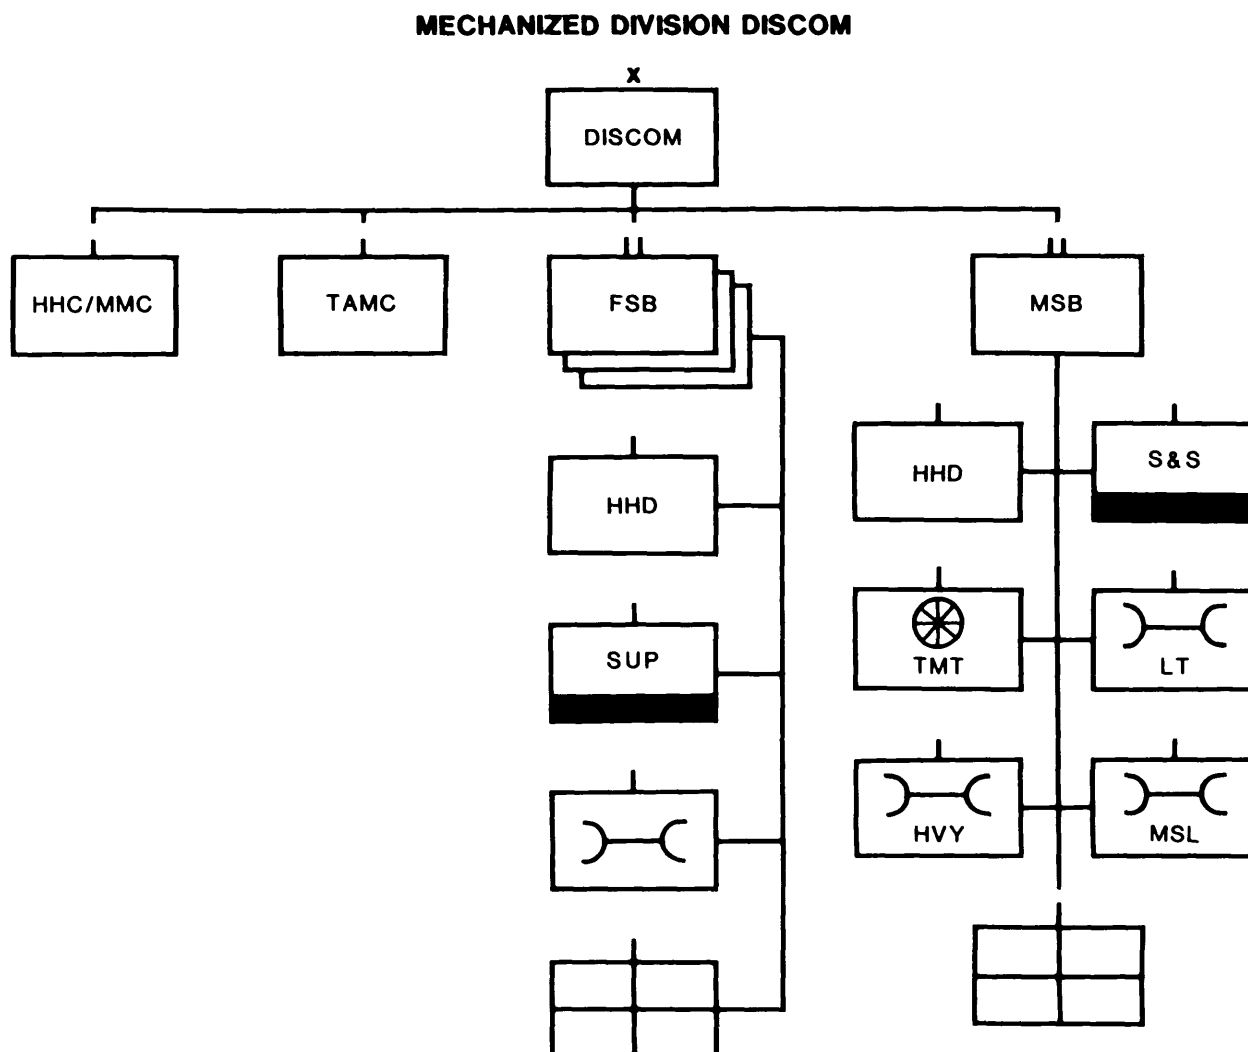 MECHANIZED DIVISION DISCOM
X
DISCOM
HHC/MMC
TAMC
FSB
MSB
HHD
S&S
HHD
TMT
LT
SUP
HVY
MSL